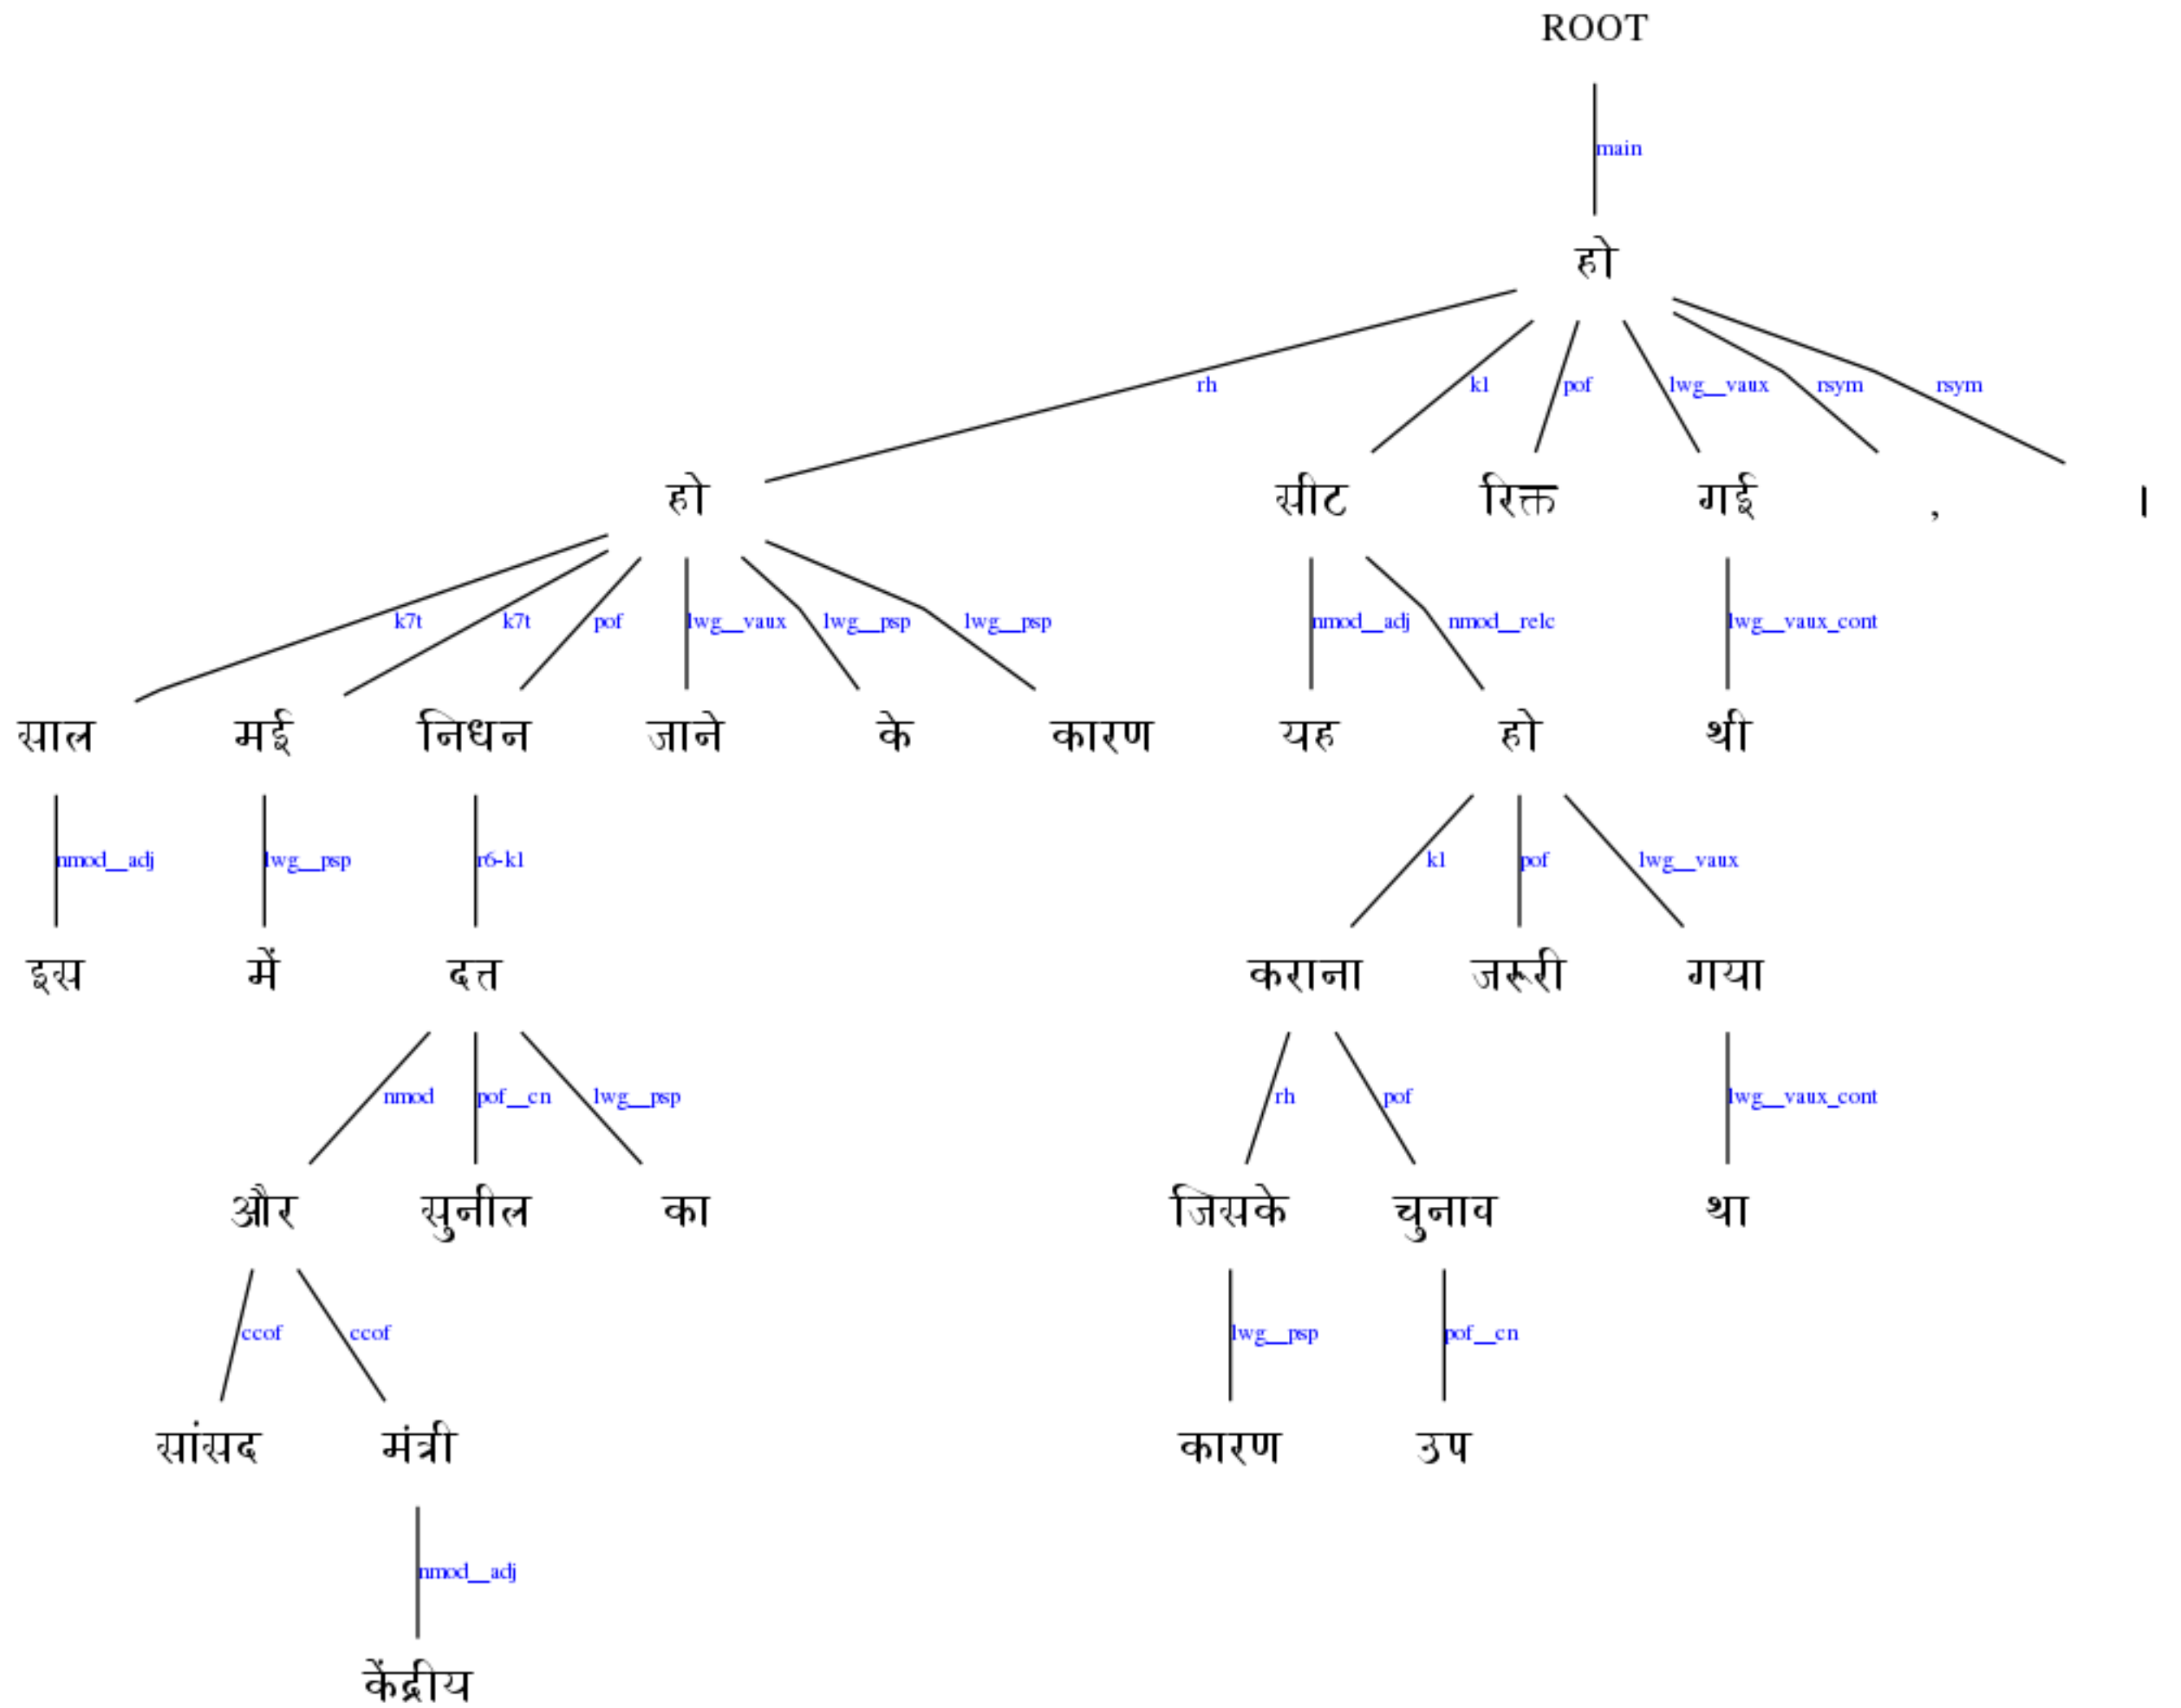 ROOT
main
हो
rh k1 pof lwg__vaux rsym rsym
हो सीट रिक्त गई , ।
k7t k7t pof lwg__vaux lwg__psp lwg__psp nmod__adj nmod__relc lwg__vaux_cont
साल मई निधन जाने के कारण यह हो थी
nmod__adj lwg__psp r6-k1 k1 pof lwg__vaux
इस में दत्त कराना जरूरी गया
nmod pof__cn lwg__psp rh pof lwg__vaux_cont
और सुनील का जिसके चुनाव था
ccof ccof lwg__psp pof__cn
सांसद मंत्री कारण उप
nmod__adj
केंद्रीय